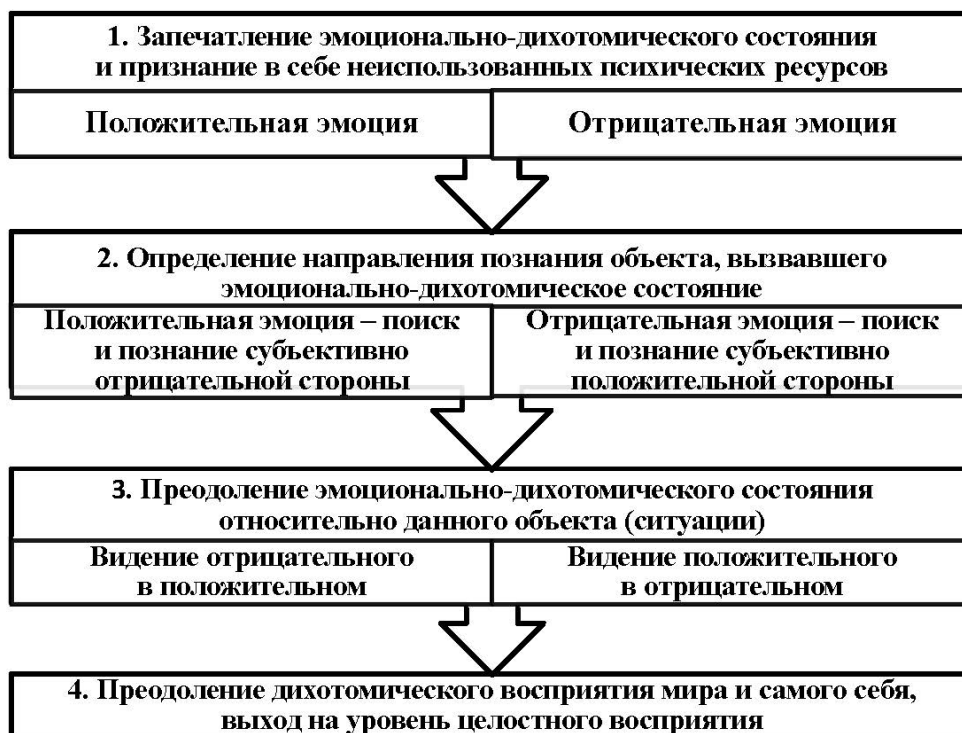 1. Запечатление эмоционально-дихотомического состояния
и признание в себе неиспользованных психических ресурсов
Положительная эмоция
Отрицательная эмоция
2. Определение направления познания объекта, вызвавшего
эмоционально-дихотомическое состояние
Положительная эмоция – поиск
и познание субъективно
отрицательной стороны
Отрицательная эмоция – поиск
и познание субъективно
положительной стороны
3. Преодоление эмоционально-дихотомического состояния
относительно данного объекта (ситуации)
Видение отрицательного
в положительном
Видение положительного
в отрицательном
4. Преодоление дихотомического восприятия мира и самого себя,
выход на уровень целостного восприятия